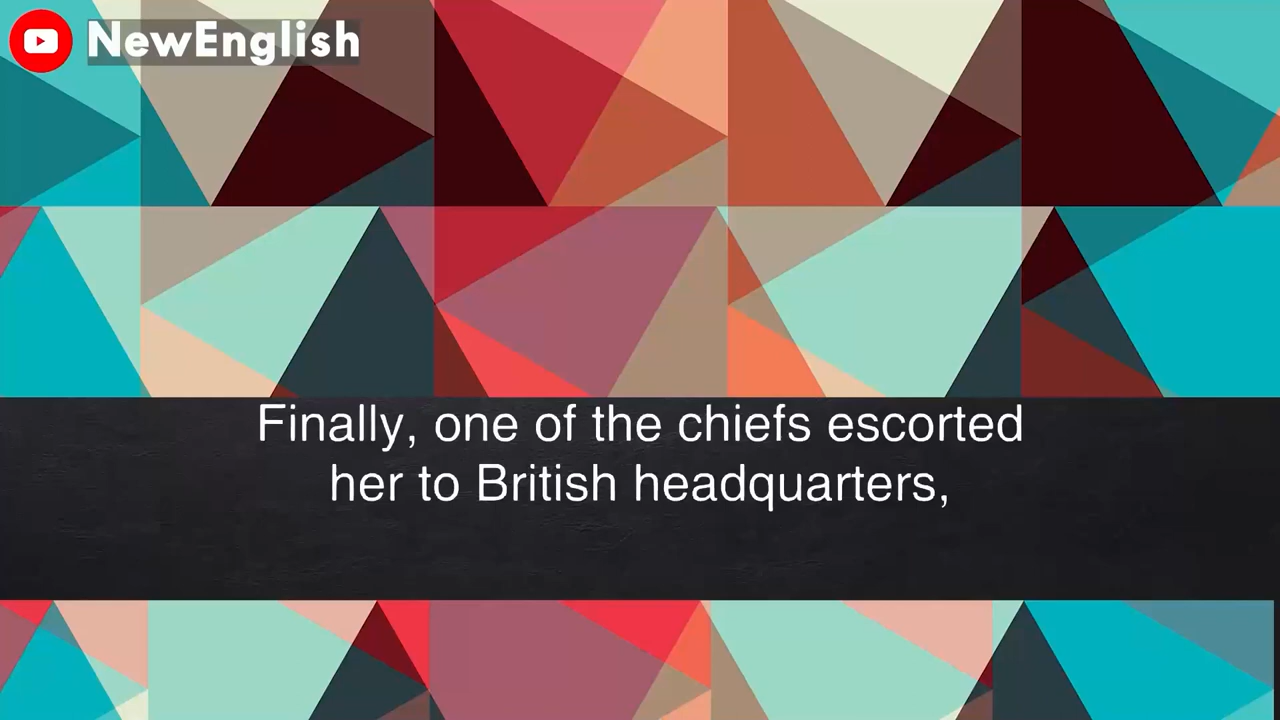 NewEnglish
Finally, one of the chiefs escorted
her to British headquarters,